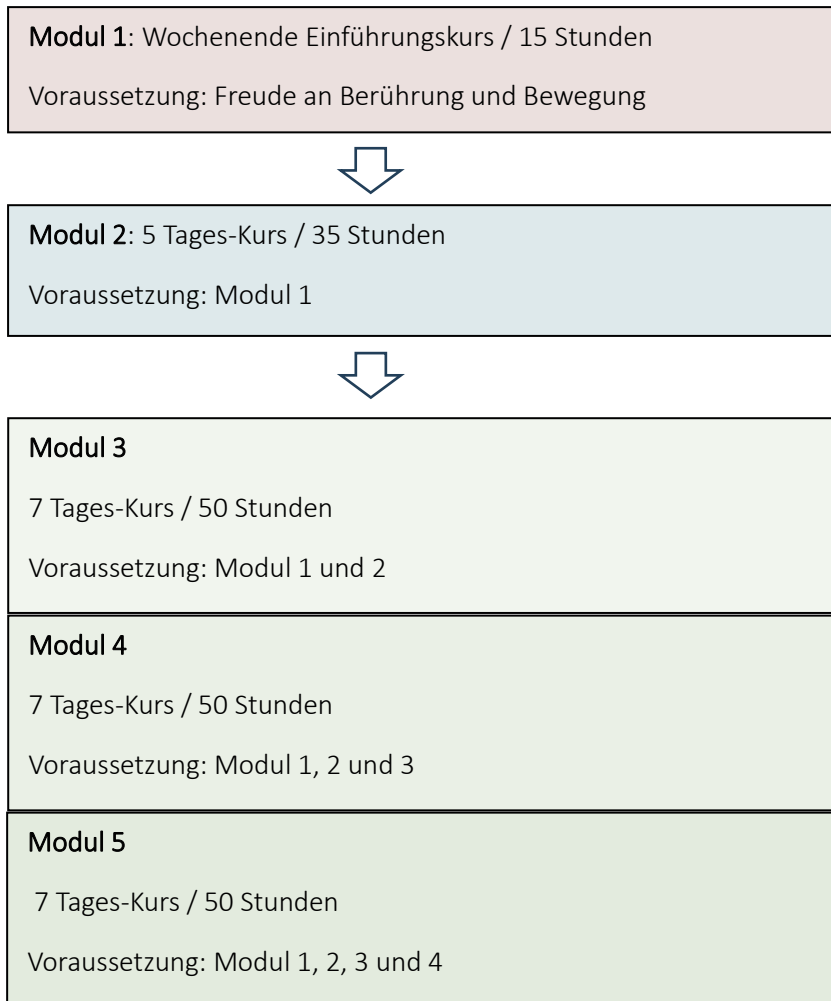 Modul 1: Wochenende Einführungskurs / 15 Stunden
Voraussetzung: Freude an Berührung und Bewegung
Modul 2: 5 Tages-Kurs / 35 Stunden
Voraussetzung: Modul 1
Modul 3
7 Tages-Kurs / 50 Stunden
Voraussetzung: Modul 1 und 2
Modul 4
7 Tages-Kurs / 50 Stunden
Voraussetzung: Modul 1, 2 und 3
Modul 5
7 Tages-Kurs / 50 Stunden
Voraussetzung: Modul 1, 2, 3 und 4